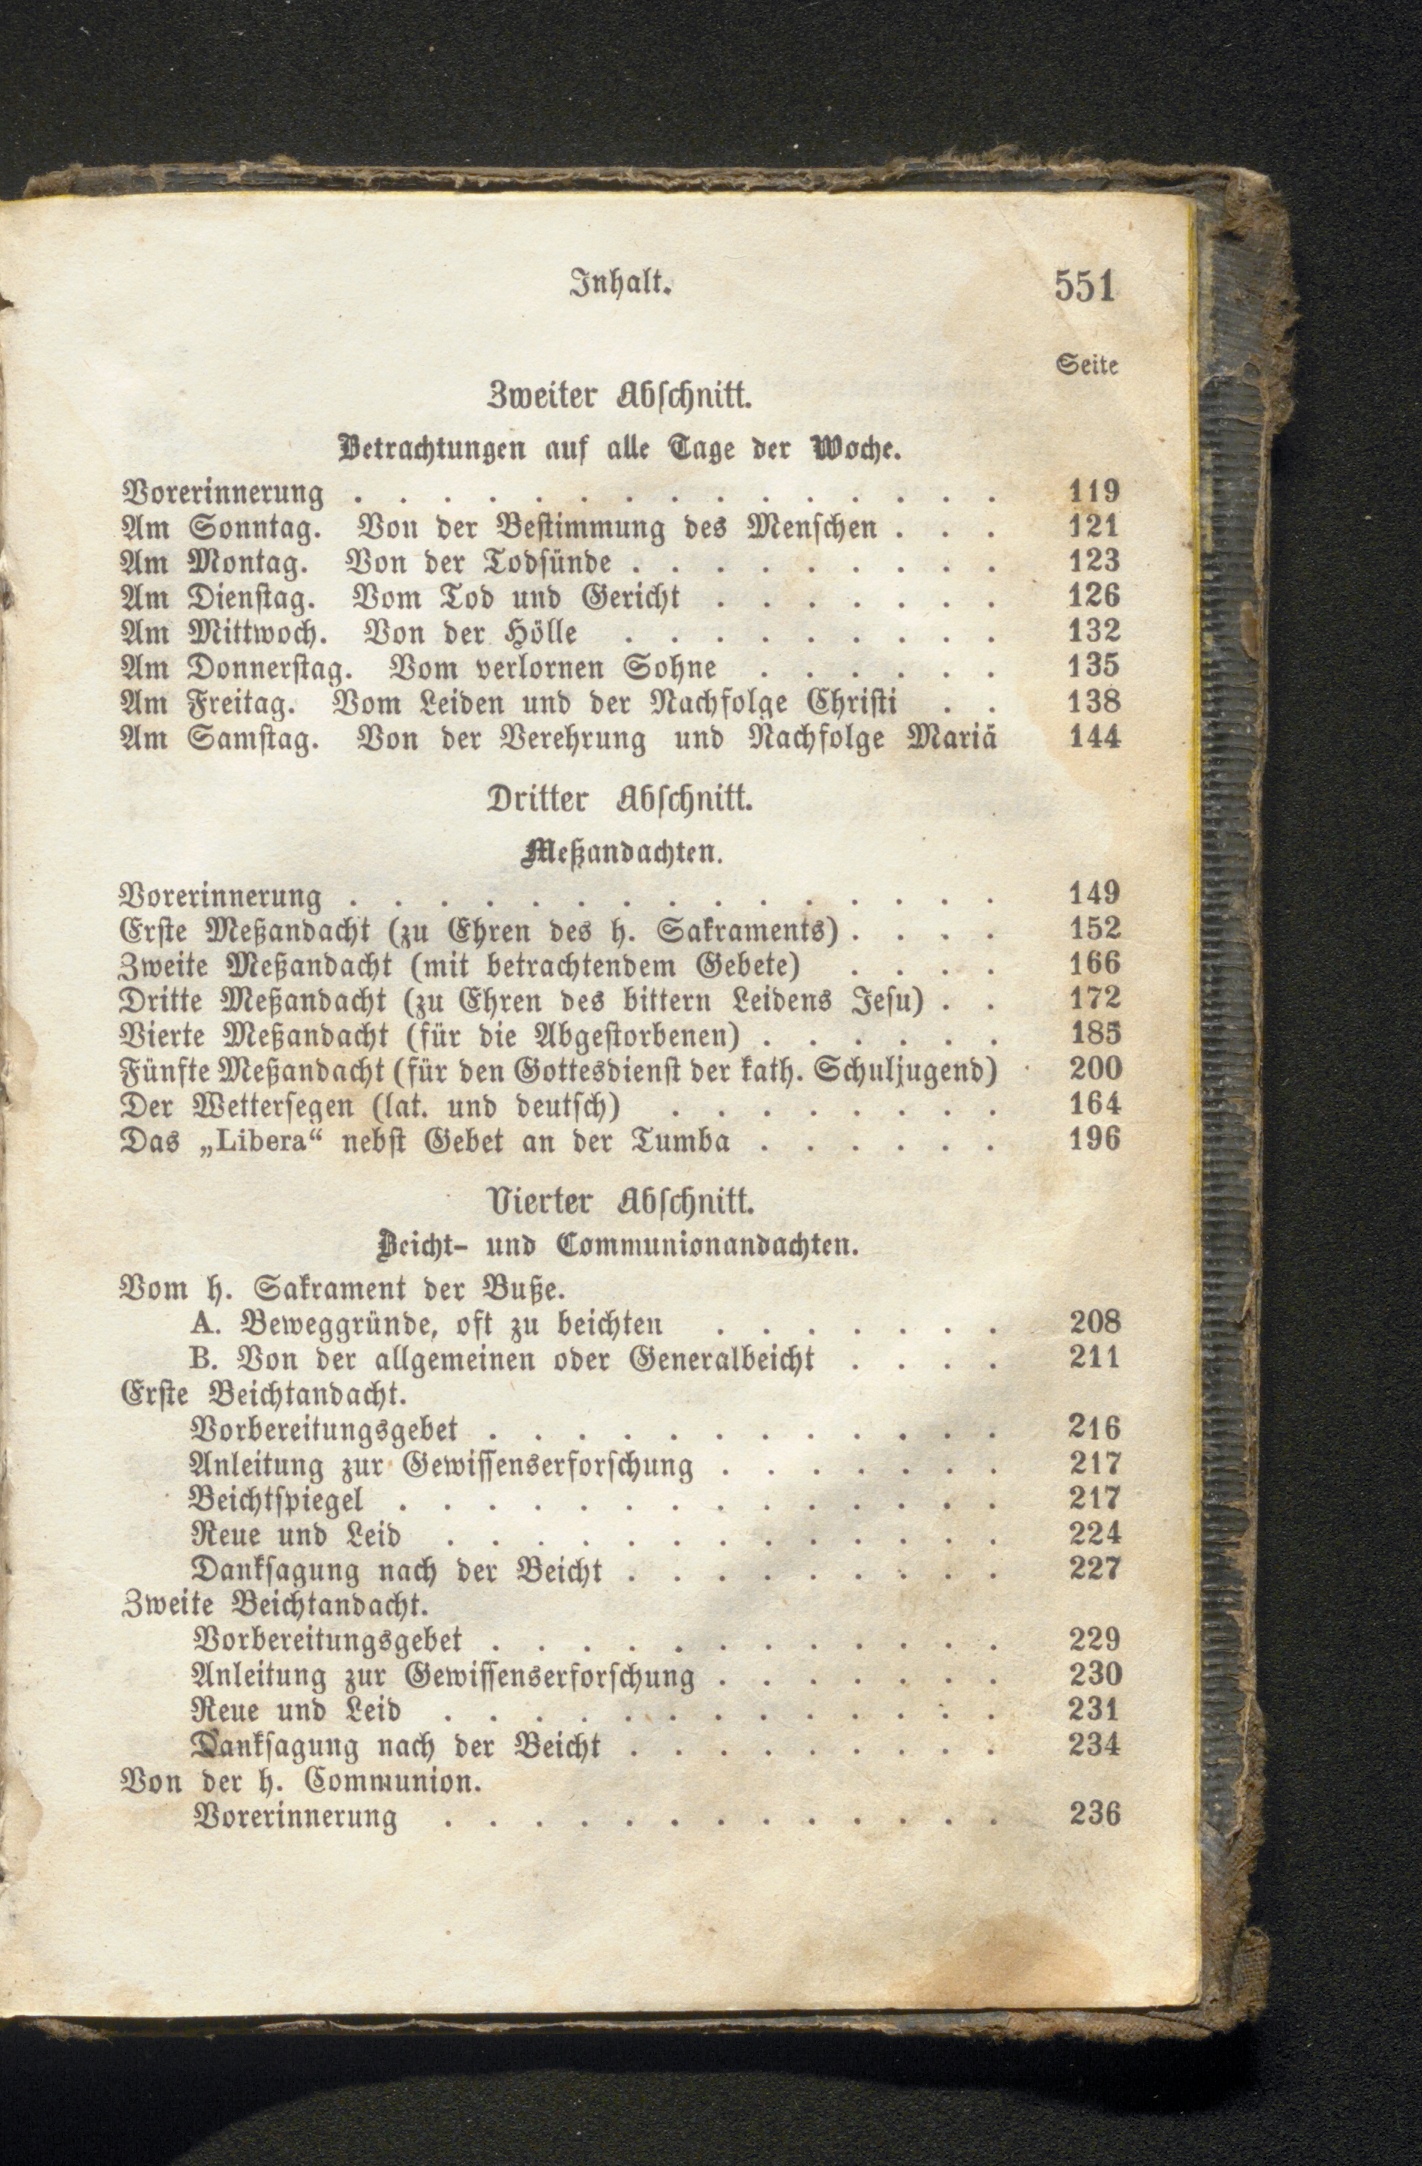 Inhalt. 551
Seite
Zweiter Abschnitt.
Betrachtungen auf alle Tage der Woche.
Vorerinnerung . . . . . . . . . . . . . . . 119
Am Sonntag. Von der Bestimmung des Menschen . . . 121
Am Montag. Von der Todsünde . . . . . . . . . 123
Am Dienstag. Vom Tod und Gericht . . . . . . . 126
Am Mittwoch. Von der Hölle . . . . . . . . . 132
Am Donnerstag. Vom verlornen Sohne . . . . . . 135
Am Freitag. Vom Leiden und der Nachfolge Christi . . 138
Am Samstag. Von der Verehrung und Nachfolge Mariä 144
Dritter Abschnitt.
Meßandachten.
Vorerinnerung . . . . . . . . . . . . . . . 149
Erste Meßandacht (zu Ehren des h. Sakraments) . . . . 152
Zweite Meßandacht (mit betrachtendem Gebete) . . . . 166
Dritte Meßandacht (zu Ehren des bittern Leidens Jesu) . . 172
Vierte Meßandacht (für die Abgestorbenen) . . . . . . 185
Fünfte Meßandacht (für den Gottesdienst der kath. Schuljugend) 200
Der Wettersegen (lat. und deutsch) . . . . . . . . 164
Das „Libera“ nebst Gebet an der Tumba . . . . . . 196
Vierter Abschnitt.
Beicht- und Communionandachten.
Vom h. Sakrament der Buße.
A. Beweggründe, oft zu beichten . . . . . . . 208
B. Von der allgemeinen oder Generalbeicht . . . . 211
Erste Beichtandacht.
Vorbereitungsgebet . . . . . . . . . . . . 216
Anleitung zur Gewissenserforschung . . . . . . . 217
Beichtspiegel . . . . . . . . . . . . . . 217
Reue und Leid . . . . . . . . . . . . . 224
Danksagung nach der Beicht . . . . . . . . . 227
Zweite Beichtandacht.
Vorbereitungsgebet . . . . . . . . . . . . 229
Anleitung zur Gewissenserforschung . . . . . . . 230
Reue und Leid . . . . . . . . . . . . . 231
Danksagung nach der Beicht . . . . . . . . . 234
Von der h. Communion.
Vorerinnerung . . . . . . . . . . . . . 236